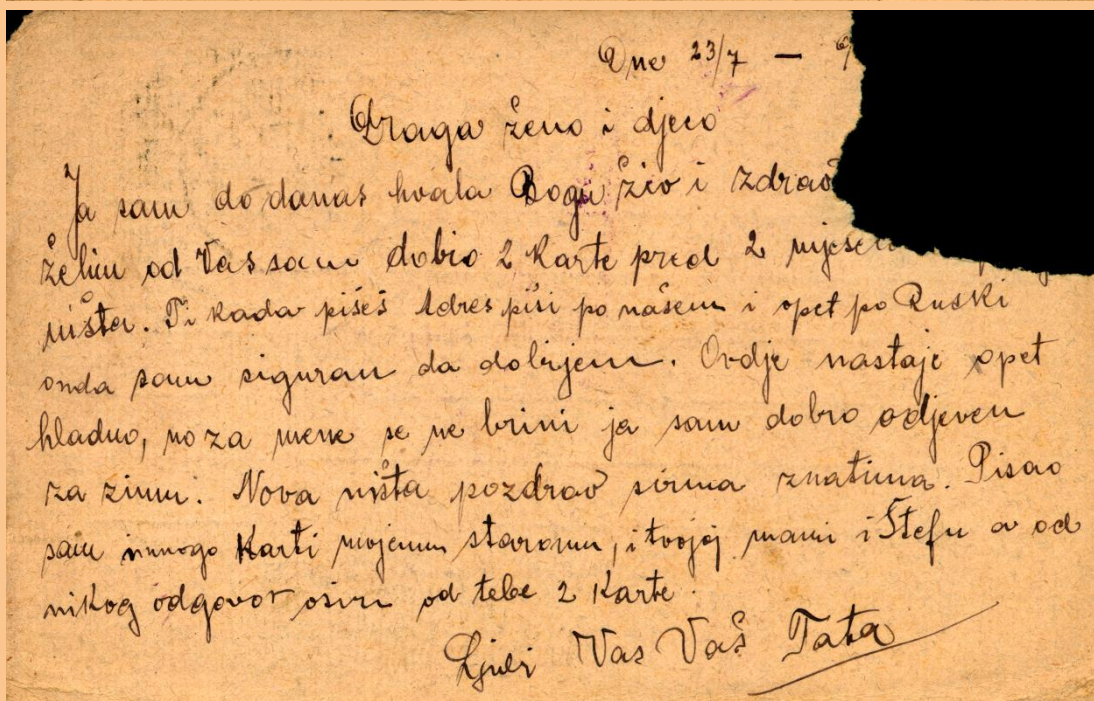 Dne 23/7 —
Draga ženo i djeco
Ja sam do danas hvala Bogu živ i zdrav
želim od Vas sam dobio 2 Karte pred 2
ništa. Ti kada pišeš Adres piši po našem i opet po Ruski
onda sam siguran da dobijem. Ovdje nastaje opet
hladno, no za mene se ne brini ja sam dobro odjeven
za zimu. Nova ništa pozdrav svima znatima. Pisao
sam mnogo Karti mojemu staromu, i tvojoj mami i Štefu a od
nikog odgovor osim od tebe 2 Karte.
Ljubi Vas Vaš Tata